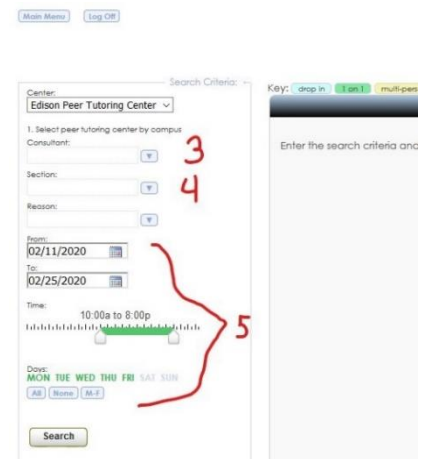 Main Menu Log Off
Search Criteria: -
Key: drop in 1 on 1 multi-pers
Center:
Edison Peer Tutoring Center
1. Select peer tutoring center by campus
Consultant:
3
Section:
4
Reason:
Enter the search criteria and
From:
02/11/2020
To:
02/25/2020
Time:
10:00a to 8:00p
5
Days:
MON TUE WED THU FRI SAT SUN
All None M-F
Search